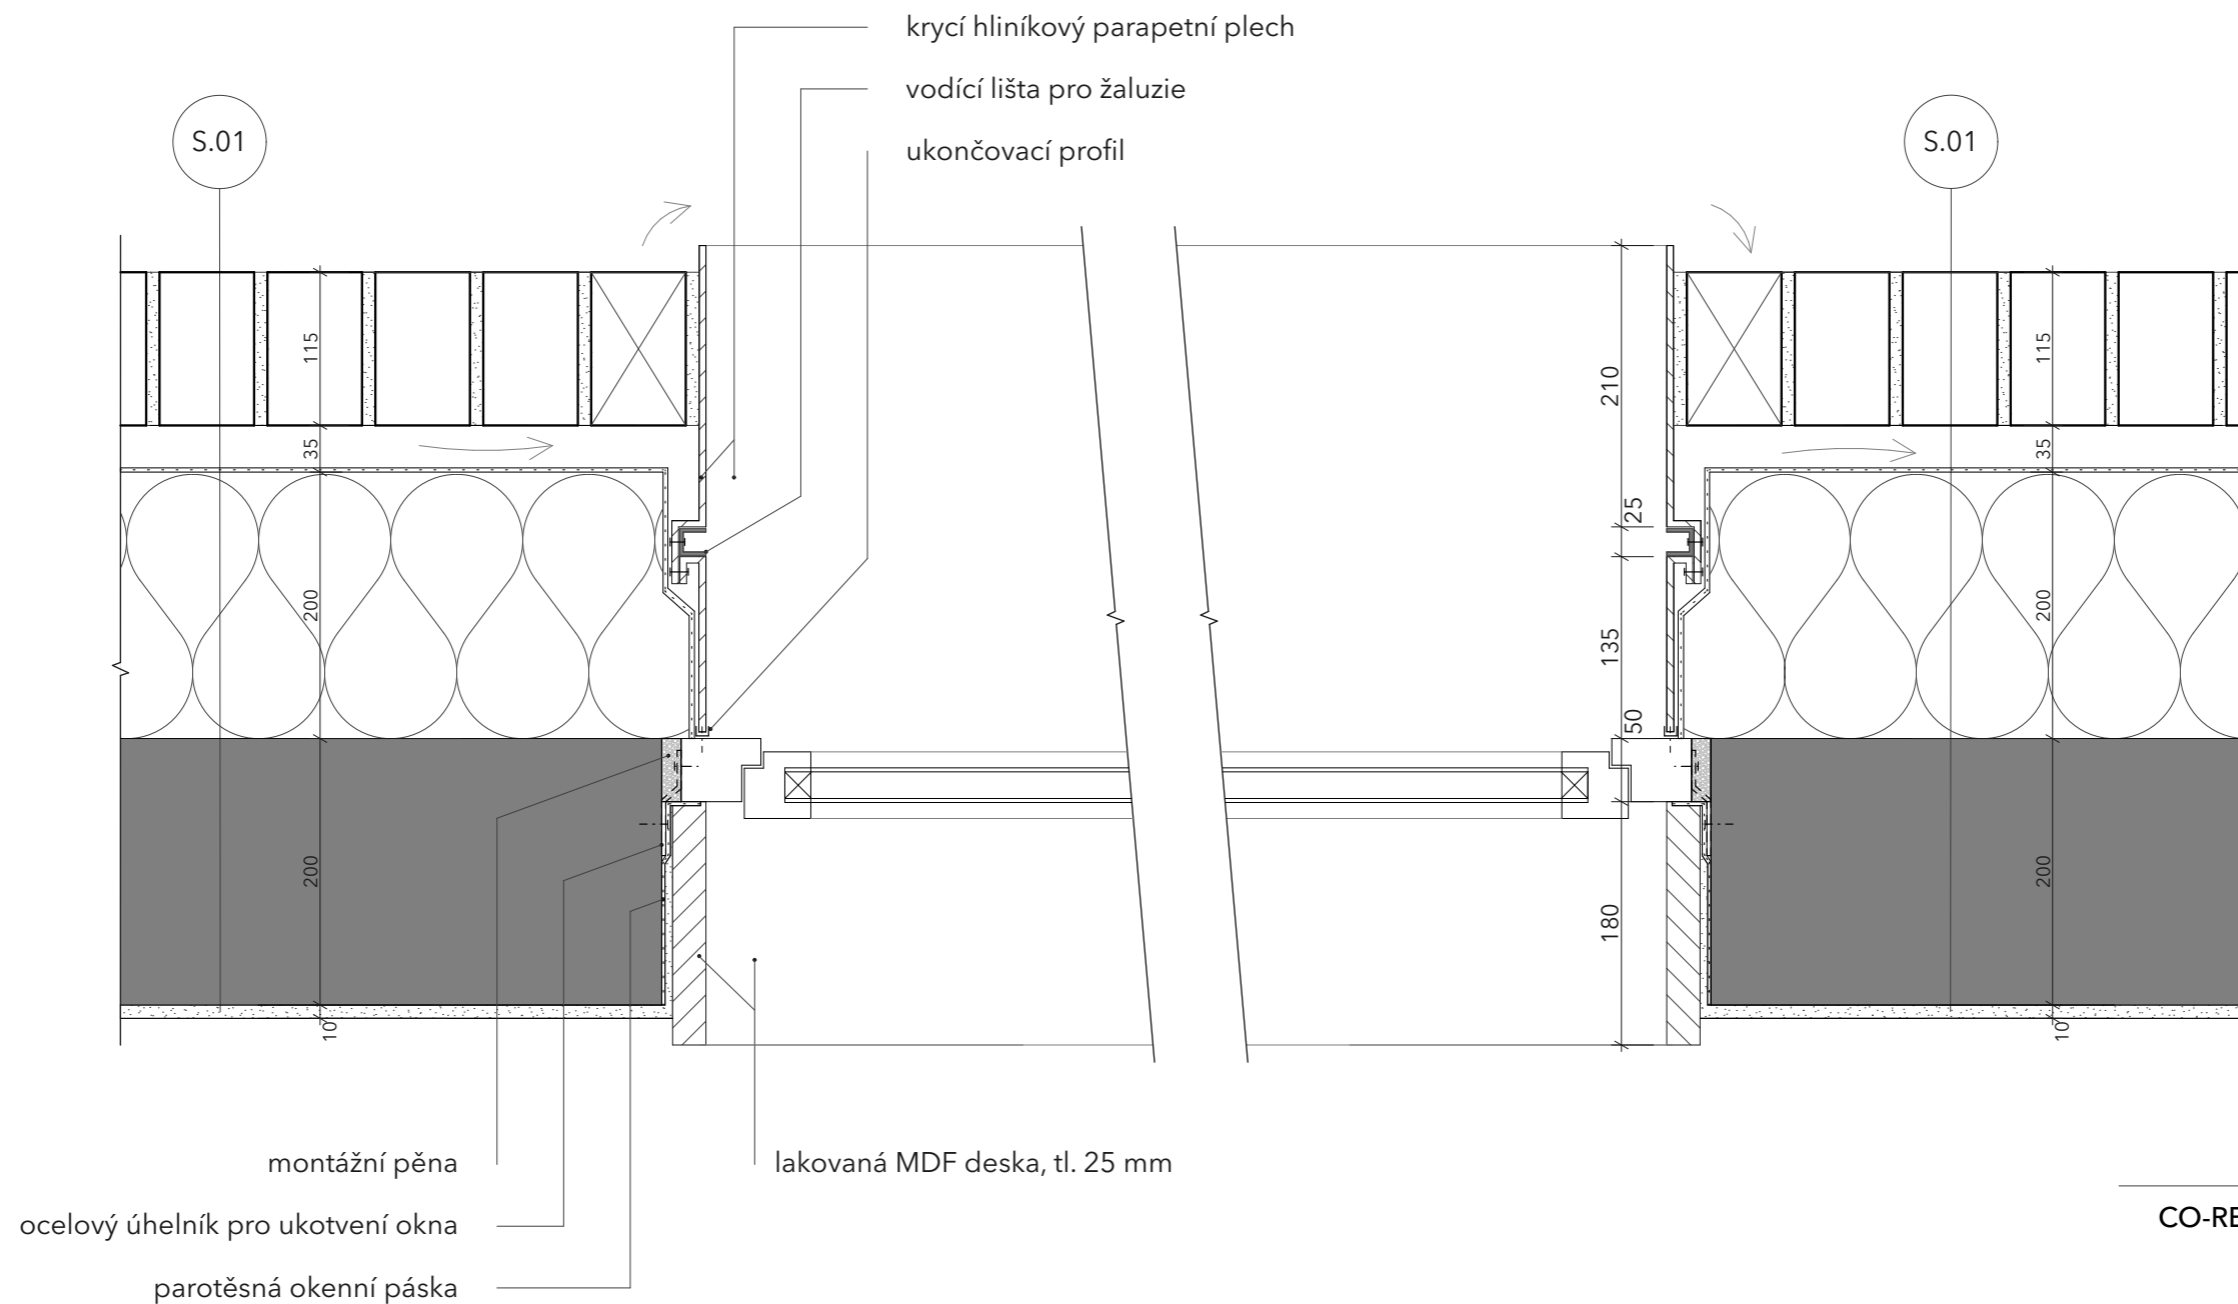 krycí hliníkový parapetní plech
vodící lišta pro žaluzie
ukončovací profil
S.01
S.01
115
35
200
200
10
210
25
135
50
180
115
35
200
200
10
montážní pěna
lakovaná MDF deska, tl. 25 mm
ocelový úhelník pro ukotvení okna
parotěsná okenní páska
CO-RE